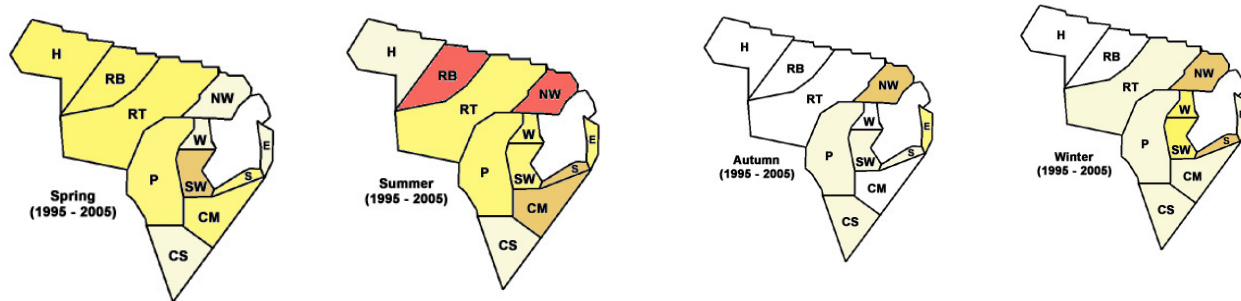 H
RB
RT
NW
W
E
P
SW
S
CM
CS
Spring
(1995 - 2005)
H
RB
RT
NW
W
E
P
SW
S
CM
CS
Summer
(1995 - 2005)
H
RB
RT
NW
W
E
P
SW
S
CM
CS
Autumn
(1995 - 2005)
H
RB
RT
NW
W
P
SW
S
CM
CS
Winter
(1995 - 2005)